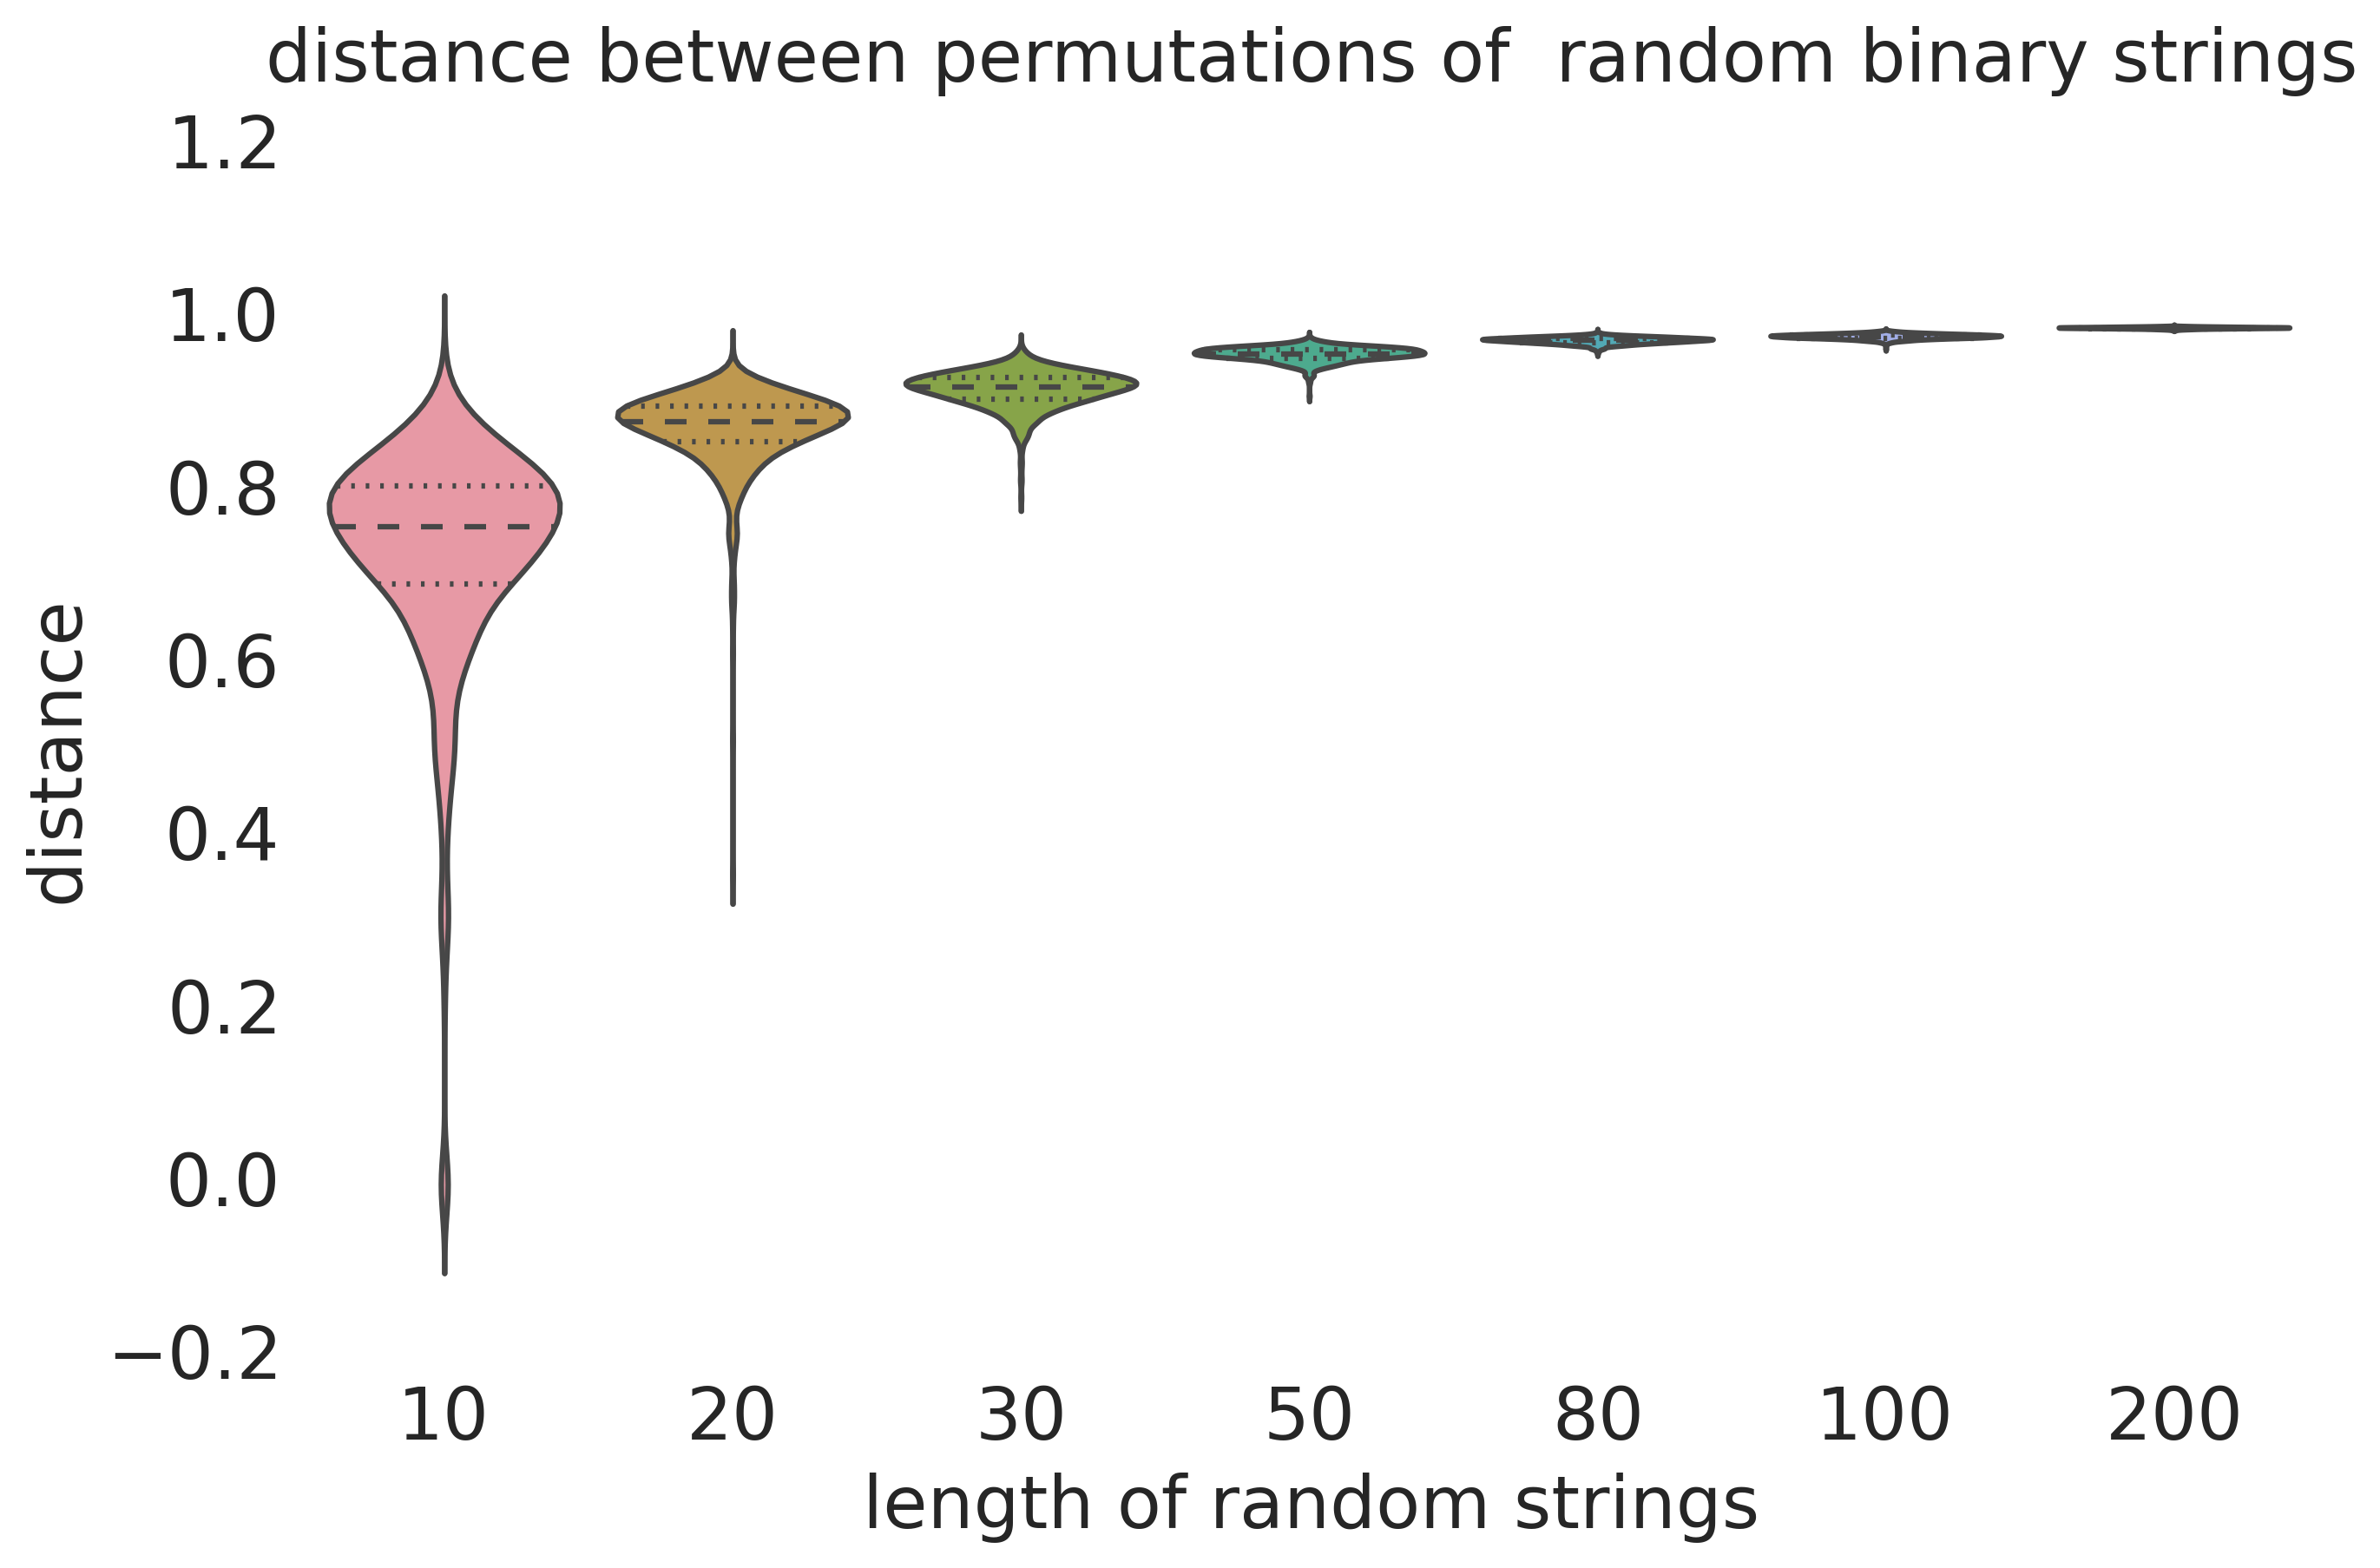 distance between permutations of  random binary strings
1.2
1.0
0.8
0.6
0.4
0.2
0.0
−0.2
distance
10 20 30 50 80 100 200
length of random strings